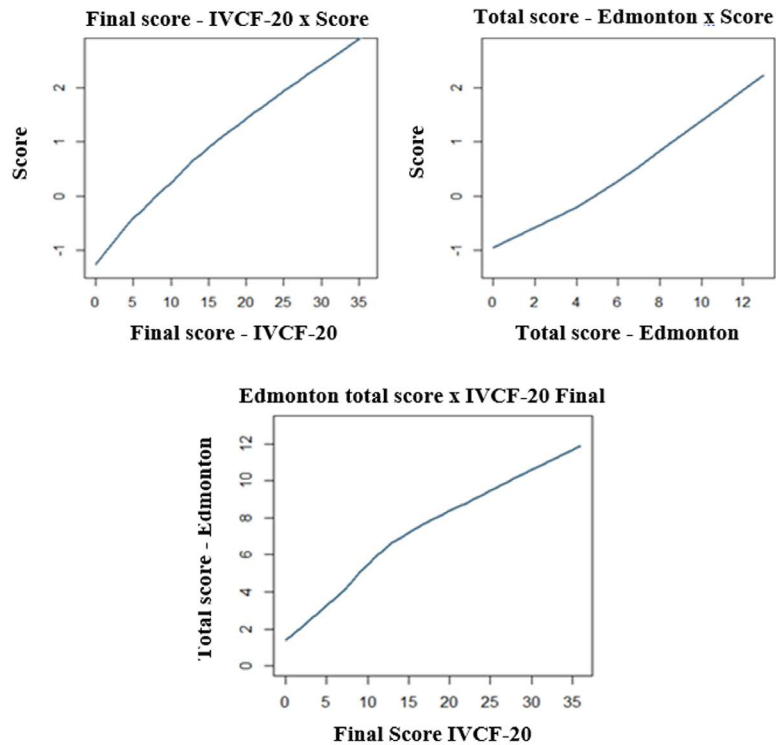 Final score - IVCF-20 x Score
Score
2
1
0
-1
0 5 10 15 20 25 30 35
Final score - IVCF-20
Total score - Edmonton x Score
Score
2
1
0
-1
0 2 4 6 8 10 12
Total score - Edmonton
Edmonton total score x IVCF-20 Final
Total score - Edmonton
12
10
8
6
4
2
0
0 5 10 15 20 25 30 35
Final Score IVCF-20